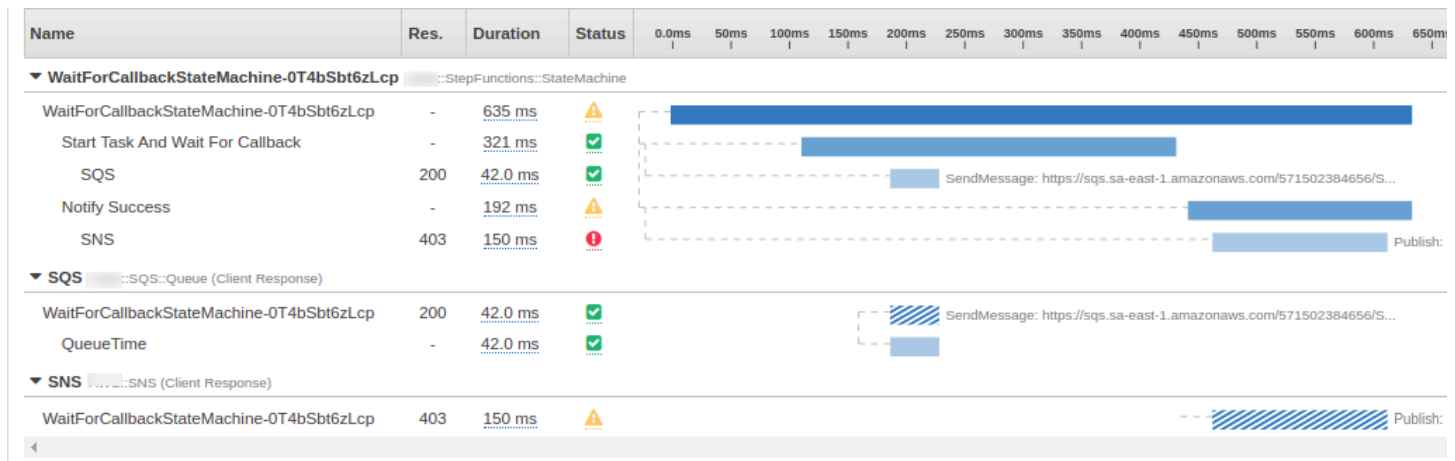 Name Res. Duration Status 0.0ms 50ms 100ms 150ms 200ms 250ms 300ms 350ms 400ms 450ms 500ms 550ms 600ms 650ms
WaitForCallbackStateMachine-0T4bSbt6zLcp ::StepFunctions::StateMachine
WaitForCallbackStateMachine-0T4bSbt6zLcp - 635 ms
Start Task And Wait For Callback - 321 ms
SQS 200 42.0 ms SendMessage: https://sqs.sa-east-1.amazonaws.com/571502384656/S...
Notify Success - 192 ms
SNS 403 150 ms Publish:
SQS ::SQS::Queue (Client Response)
WaitForCallbackStateMachine-0T4bSbt6zLcp 200 42.0 ms SendMessage: https://sqs.sa-east-1.amazonaws.com/571502384656/S...
QueueTime - 42.0 ms
SNS ::SNS (Client Response)
WaitForCallbackStateMachine-0T4bSbt6zLcp 403 150 ms Publish: